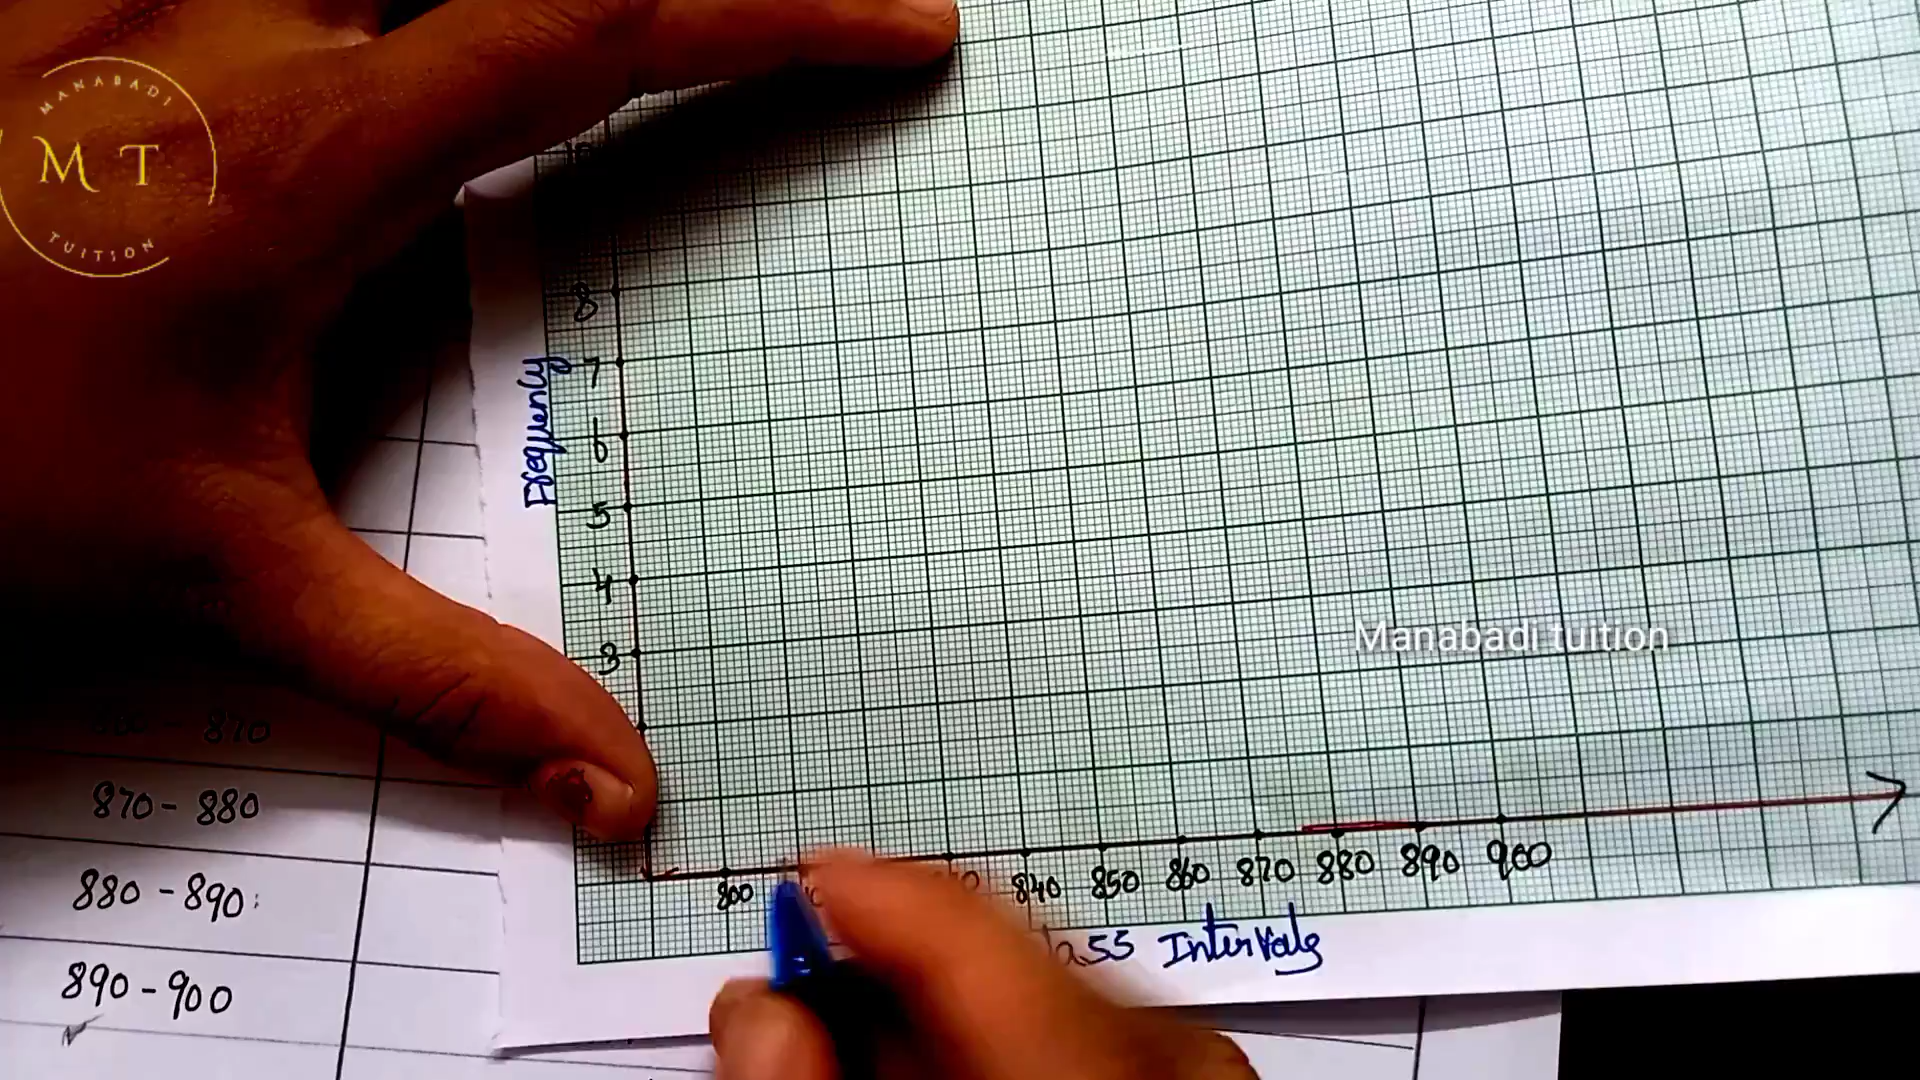 MANABADI
M T
TUITION
8
7
6
5
4
3
Frequency
Manabadi tuition
870
870 - 880
880 - 890
890 - 900
800
840 850 860 870 880 890 900
Intervals